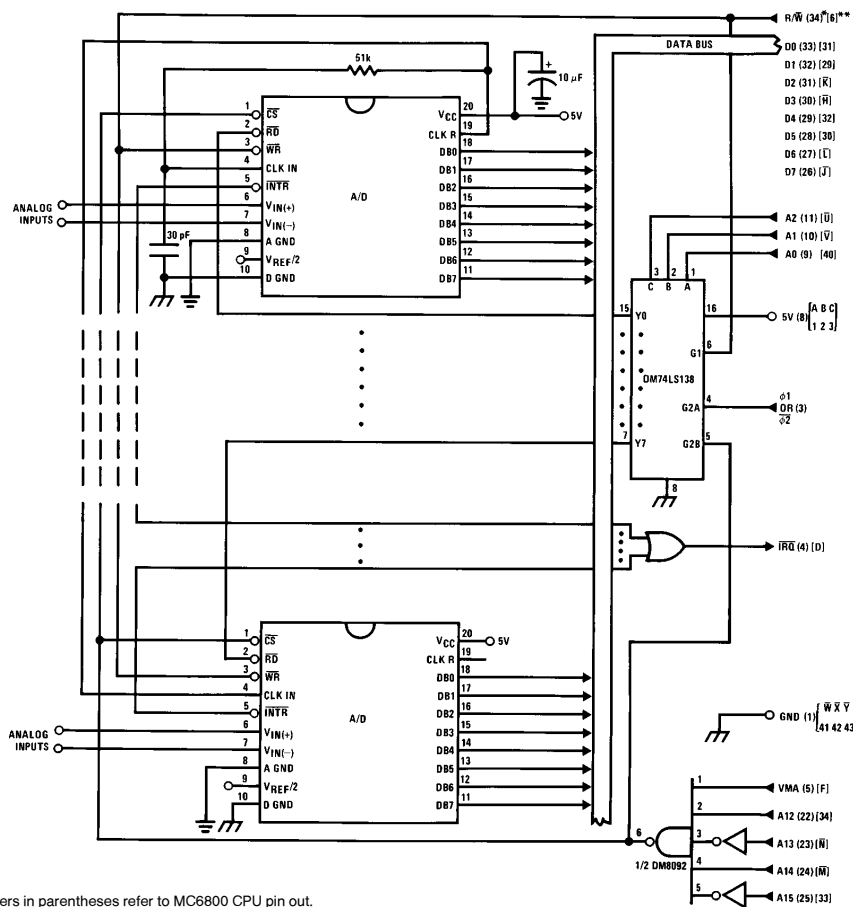 R/W̅ (34)*[6]**
DATA BUS
D0 (33) [31]
D1 (32) [29]
D2 (31) [K̅]
D3 (30) [H̅]
D4 (29) [32]
D5 (28) [30]
D6 (27) [L̅]
D7 (26) [J̅]
51k
+
10 µF
5V
1 C̅S̅
2 R̅D̅
3 W̅R̅
4 CLK IN
5 I̅N̅T̅R̅
6 VIN(+)
7 VIN(−)
8 A GND
9 VREF/2
10 D GND
A/D
VCC 20
CLK R 19
DB0 18
DB1 17
DB2 16
DB3 15
DB4 14
DB5 13
DB6 12
DB7 11
ANALOG
INPUTS
30 pF
A2 (11) [U̅]
A1 (10) [V̅]
A0 (9) [40]
3 2 1
C B A
15 Y0
16
5V (8) [A B C
1 2 3]
G1 6
DM74LS138
G2A 4
ϕ1
OR (3)
ϕ̅2̅
7 Y7
G2B 5
8
I̅R̅Q̅ (4) [D]
1 C̅S̅
2 R̅D̅
3 W̅R̅
4 CLK IN
5 I̅N̅T̅R̅
6 VIN(+)
7 VIN(−)
8 A GND
9 VREF/2
10 D GND
A/D
VCC 20
5V
CLK R 19
DB0 18
DB1 17
DB2 16
DB3 15
DB4 14
DB5 13
DB6 12
DB7 11
ANALOG
INPUTS
GND (1) [W̅ X̅ Y̅
41 42 43
1 VMA (5) [F]
2 A12 (22) [34]
3 A13 (23) [N̅]
4 A14 (24) [M̅]
5 A15 (25) [33]
6
1/2 DM8092
ers in parentheses refer to MC6800 CPU pin out.